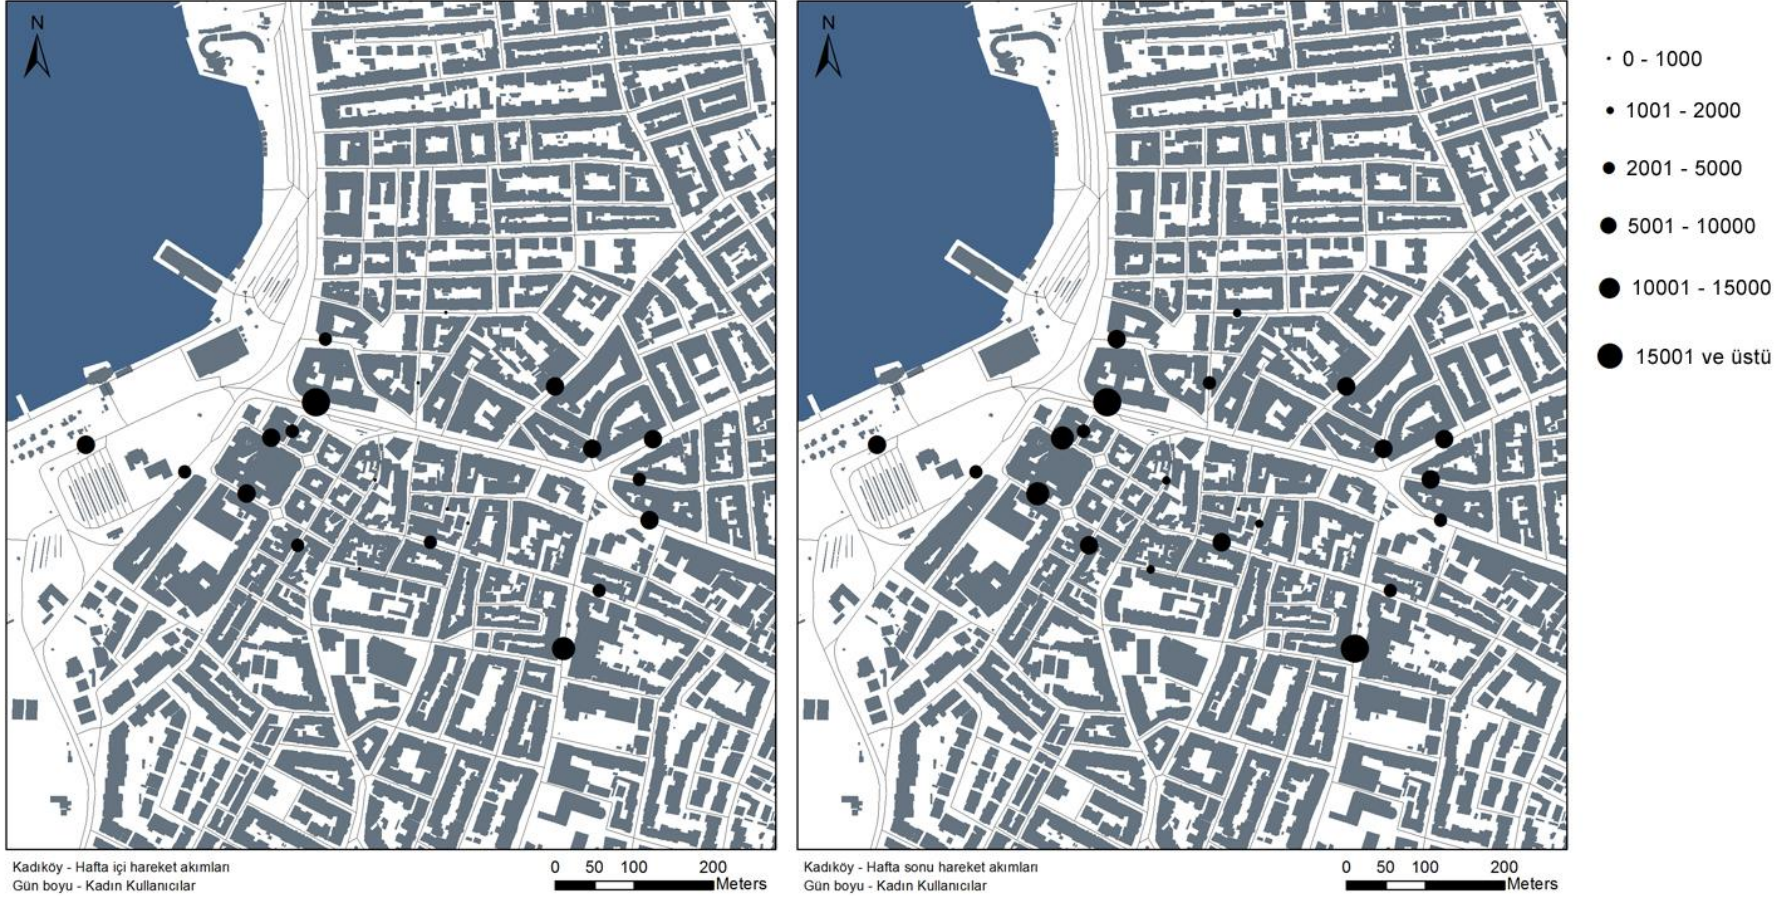 N
N
0 - 1000
1001 - 2000
2001 - 5000
5001 - 10000
10001 - 15000
15001 ve üstü
Kadıköy - Hafta içi hareket akımları
Gün boyu - Kadın Kullanıcılar
0 50 100 200
Meters
Kadıköy - Hafta sonu hareket akımları
Gün boyu - Kadın Kullanıcılar
0 50 100 200
Meters